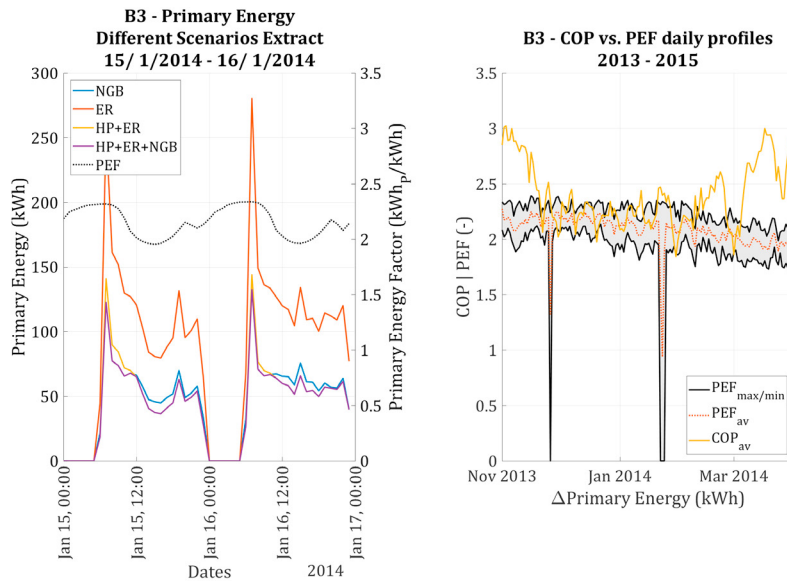 B3 - Primary Energy
Different Scenarios Extract
15/ 1/2014 - 16/ 1/2014
300
250
200
150
100
50
0
Primary Energy (kWh)
NGB
ER
HP+ER
HP+ER+NGB
PEF
3.5
3
2.5
2
1.5
1
0.5
0
Primary Energy Factor (kWhP/kWh)
Jan 15, 00:00
Jan 15, 12:00
Jan 16, 00:00
Jan 16, 12:00
Jan 17, 00:00
Dates
2014
B3 - COP vs. PEF daily profiles
2013 - 2015
3.5
3
2.5
2
1.5
1
0.5
0
COP | PEF (-)
PEFmax/min
PEFav
COPav
Nov 2013
Jan 2014
Mar 2014
ΔPrimary Energy (kWh)